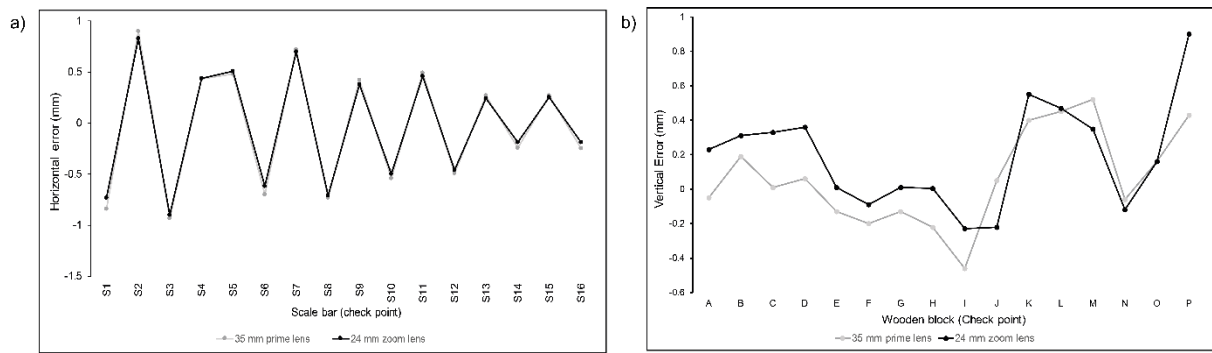 a)
Horizontal error (mm)
1
0.5
0
-0.5
-1
-1.5
S1 S2 S3 S4 S5 S6 S7 S8 S9 S10 S11 S12 S13 S14 S15 S16
Scale bar (check point)
35 mm prime lens 24 mm zoom lens
b)
Vertical Error (mm)
1
0.8
0.6
0.4
0.2
0
-0.2
-0.4
-0.6
A B C D E F G H I J K L M N O P
Wooden block (Check point)
35 mm prime lens 24 mm zoom lens